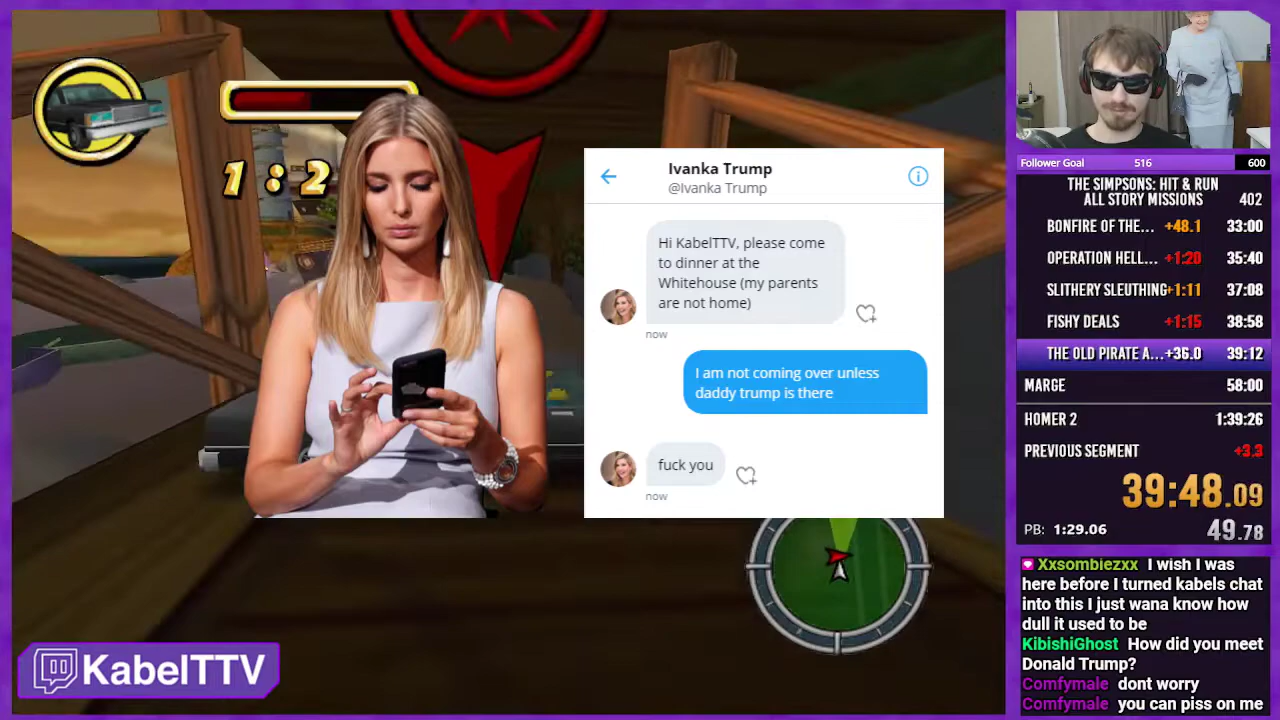 1:2
Ivanka Trump
@Ivanka Trump
Hi KabelTTV, please come
to dinner at the
Whitehouse (my parents
are not home)
now
I am not coming over unless
daddy trump is there
fuck you
now
KabelTTV
Follower Goal 516 600
THE SIMPSONS: HIT & RUN
ALL STORY MISSIONS 402
BONFIRE OF THE... +48.1 33:00
OPERATION HELL... +1:20 35:40
SLITHERY SLEUTHING +1:11 37:08
FISHY DEALS +1:15 38:58
THE OLD PIRATE A... +36.0 39:12
MARGE 58:00
HOMER 2 1:39:26
PREVIOUS SEGMENT +3.3
39:48.09
PB: 1:29.06 49.78
Xxsombiezxx I wish I was
here before I turned kabels chat
into this I just wana know how
dull it used to be
KibishiGhost How did you meet
Donald Trump?
Comfymale dont worry
Comfymale you can piss on me